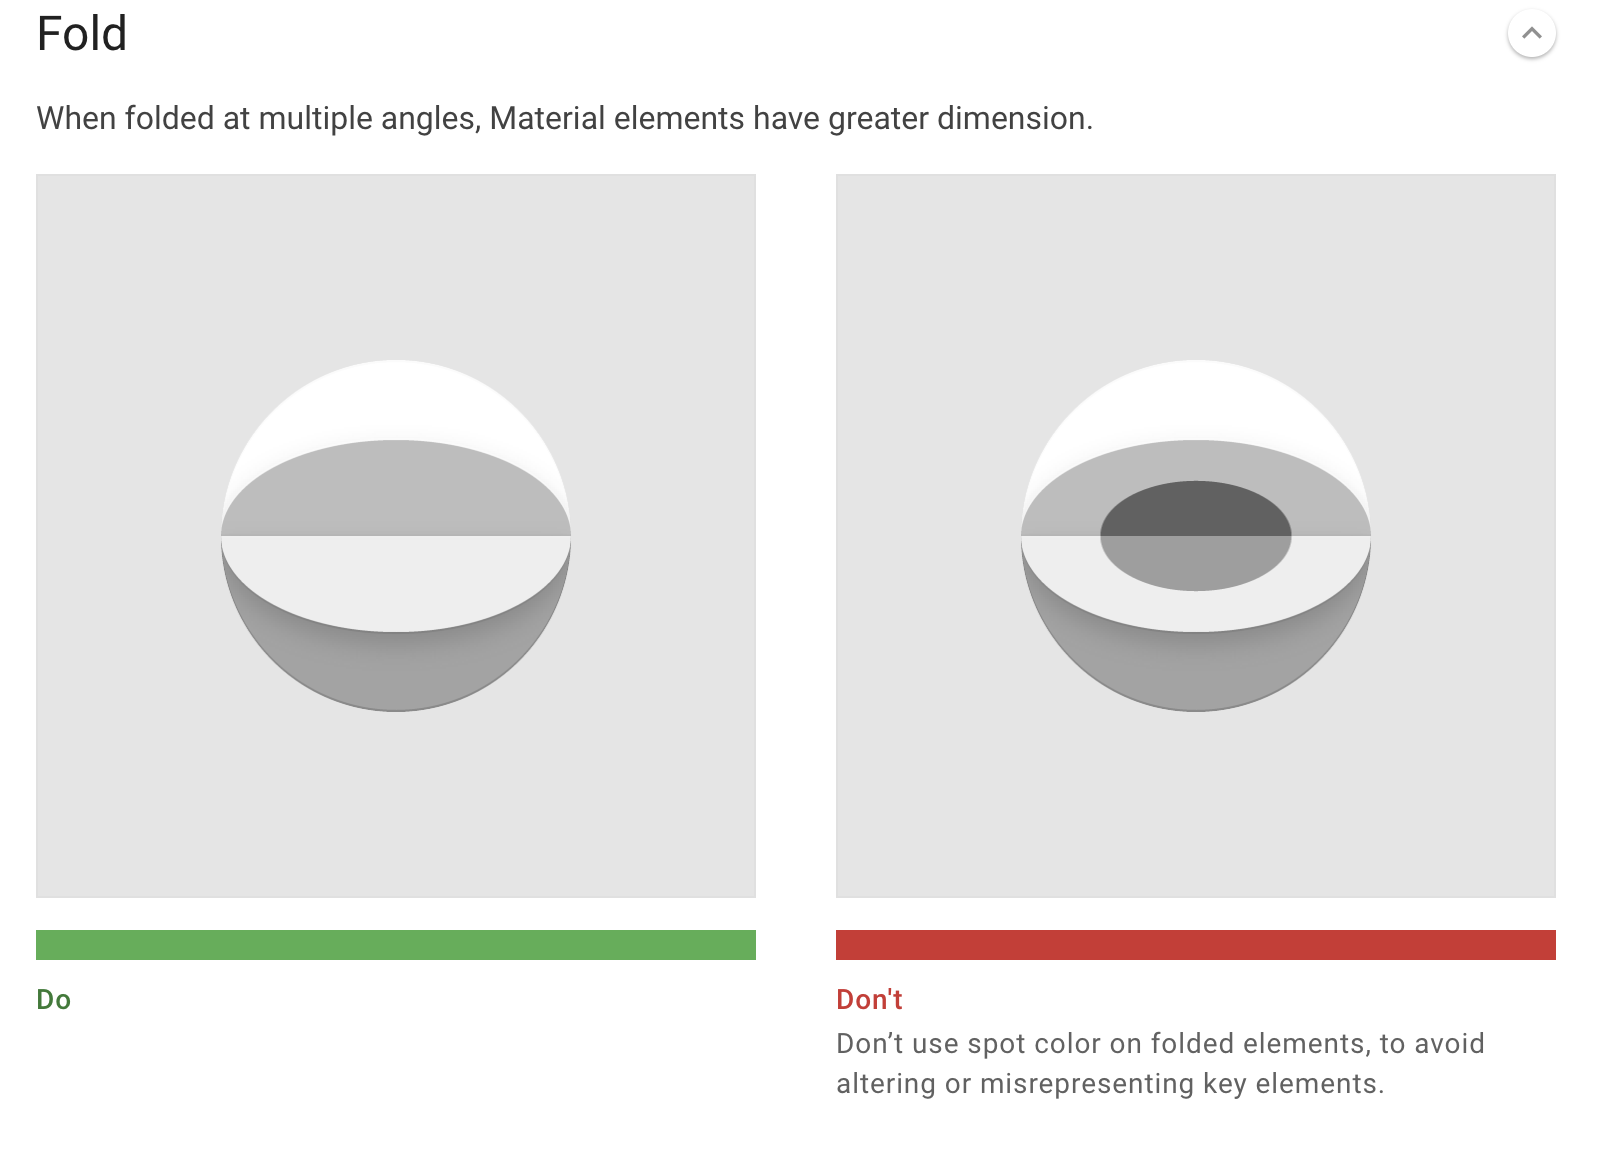 Fold
When folded at multiple angles, Material elements have greater dimension.
Do
Don't
Don’t use spot color on folded elements, to avoid
altering or misrepresenting key elements.